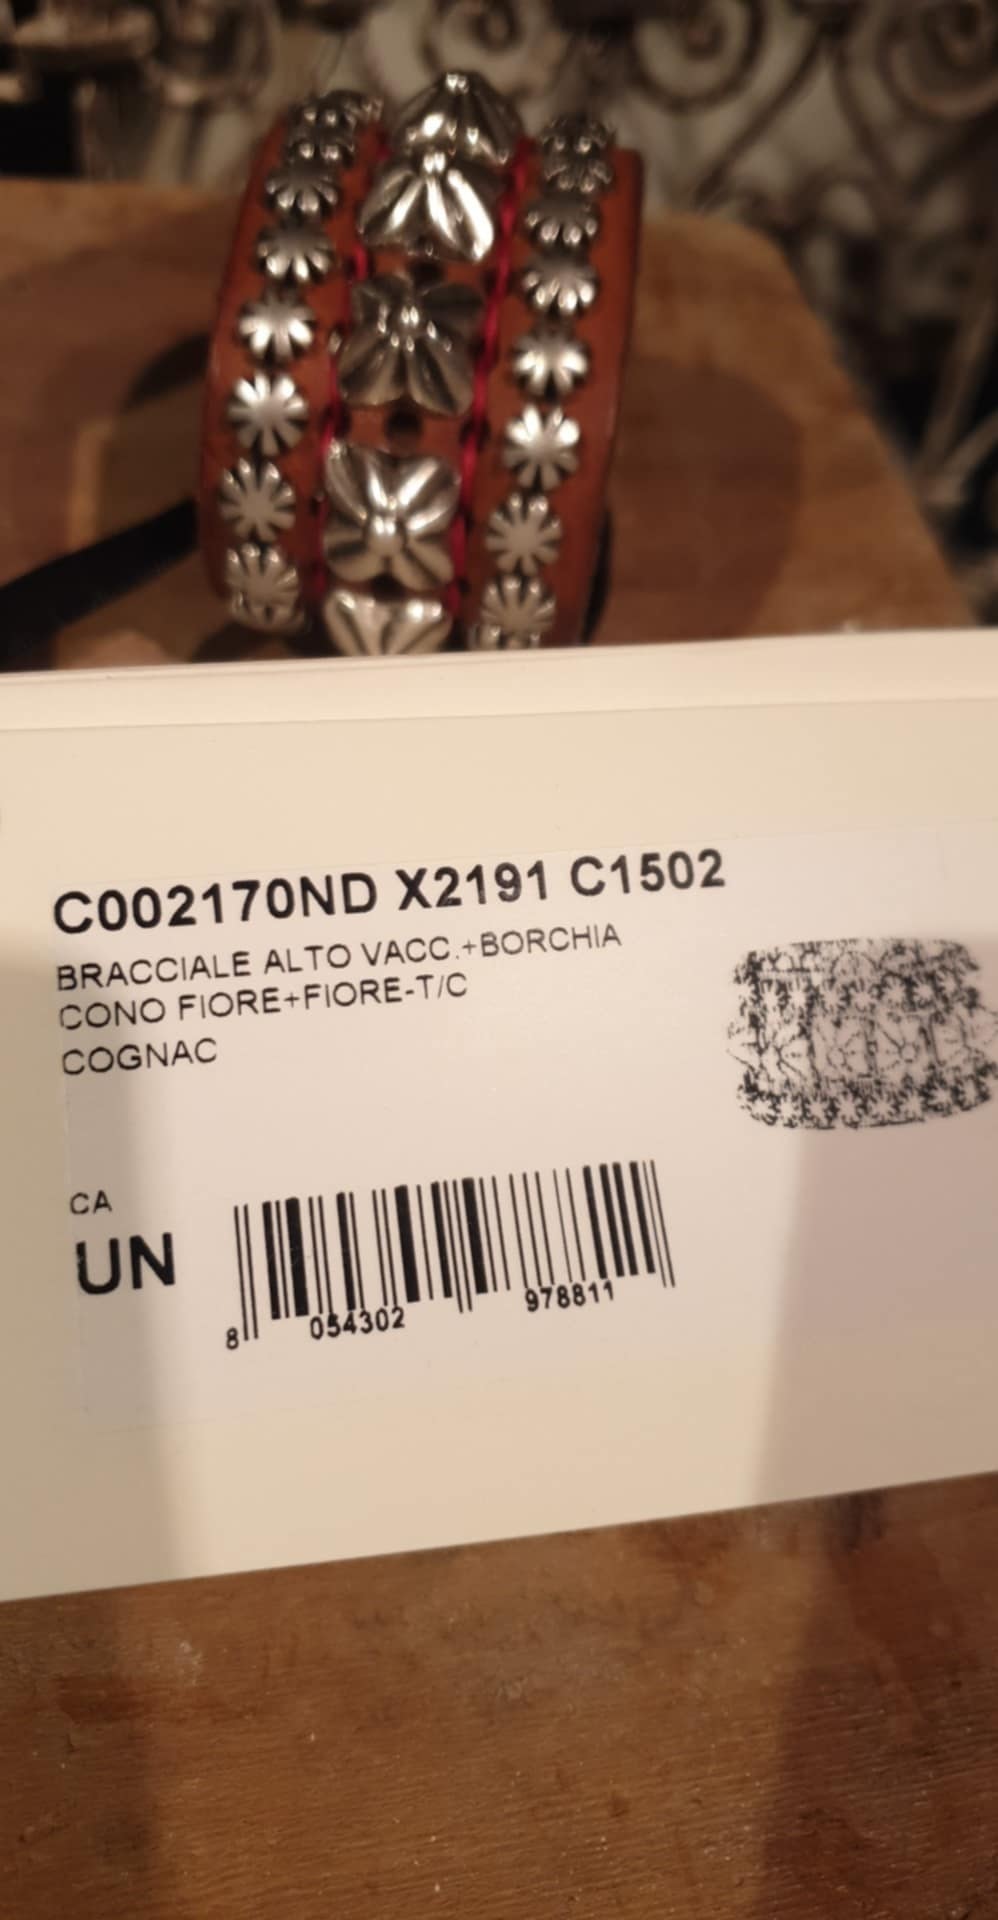 C002170ND X2191 C1502
BRACCIALE ALTO VACC.+BORCHIA
CONO FIORE+FIORE-T/C
COGNAC
CA
UN
8 054302 978811